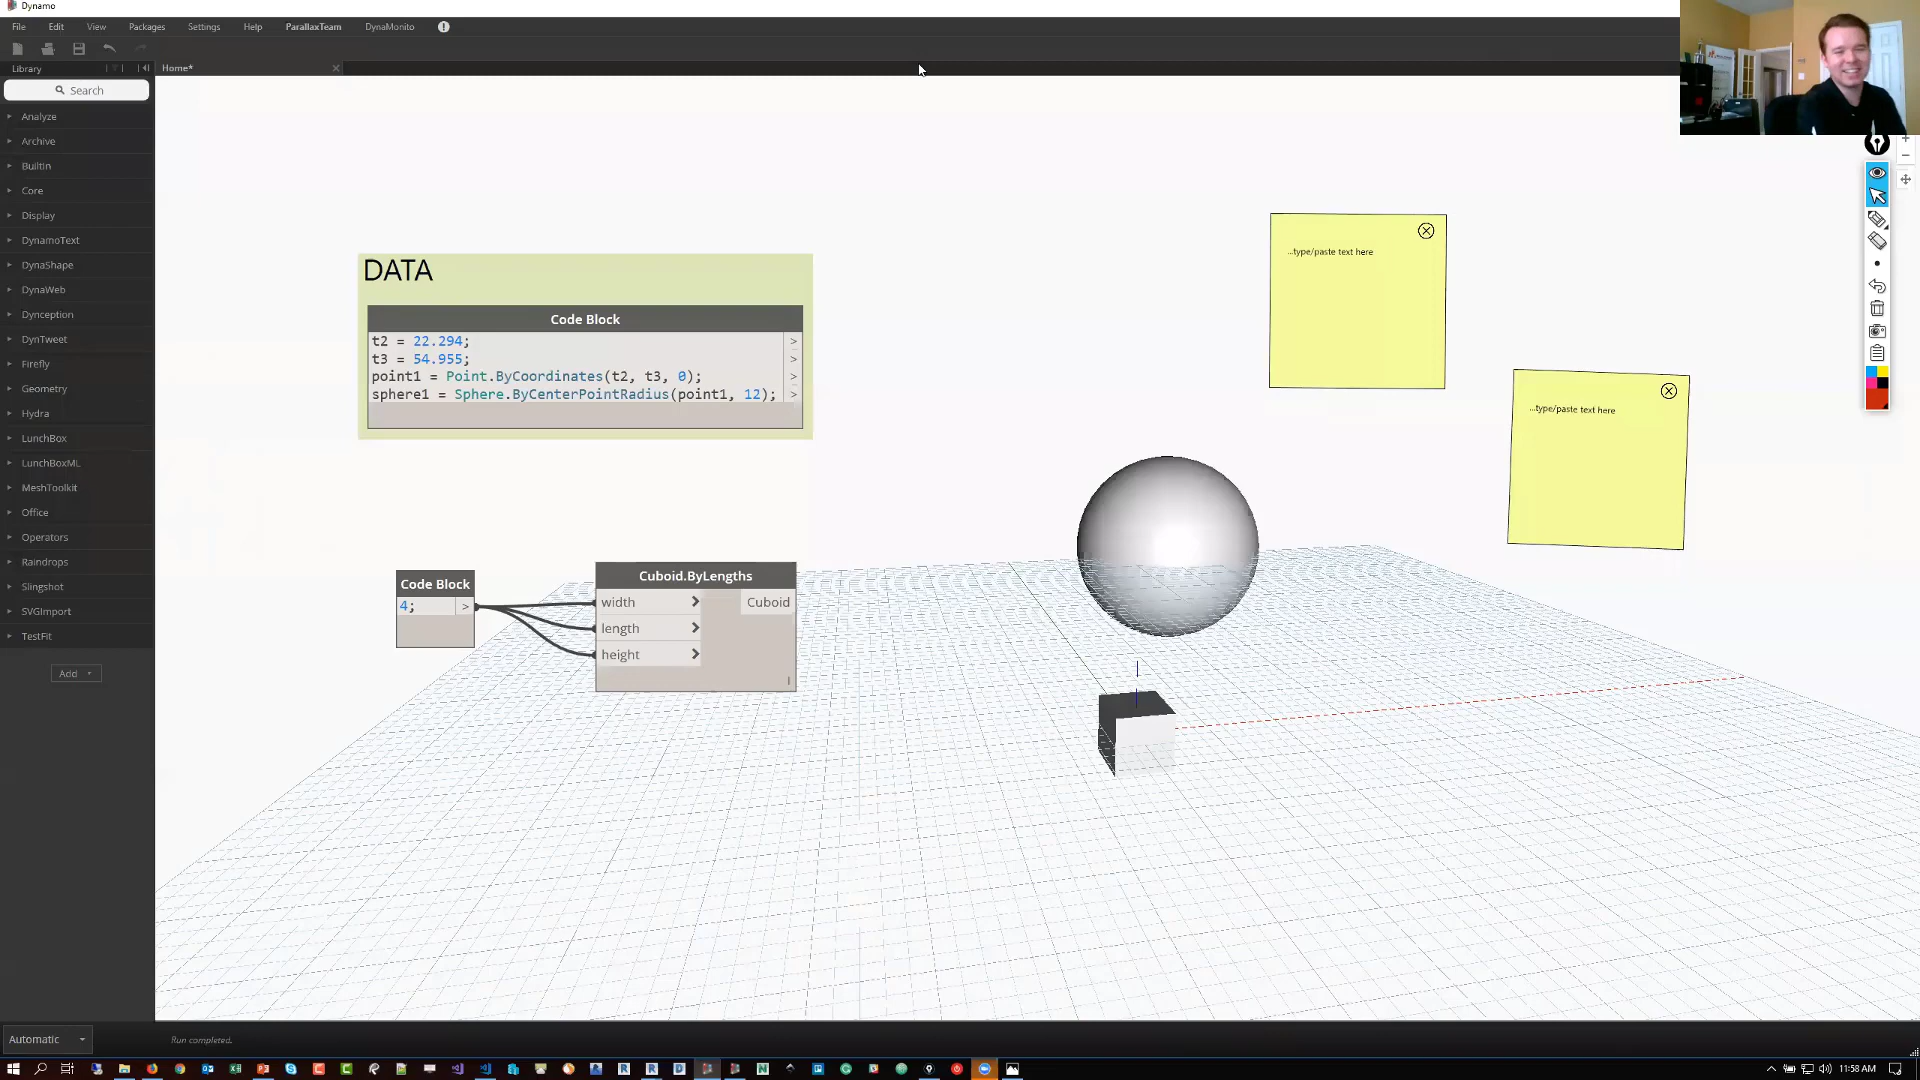 Dynamo
File Edit View Packages Settings Help ParallaxTeam DynaMonito
Library
Home*
Search
Analyze
Archive
BuiltIn
Core
Display
DynamoText
DynaShape
DynaWeb
Dynception
DynTweet
Firefly
Geometry
Hydra
LunchBox
LunchBoxML
MeshToolkit
Office
Operators
Raindrops
Slingshot
SVGImport
TestFit
Add
DATA
Code Block
t2 = 22.294; >
t3 = 54.955; >
point1 = Point.ByCoordinates(t2, t3, 0); >
sphere1 = Sphere.ByCenterPointRadius(point1, 12); >
Code Block
4; >
Cuboid.ByLengths
width > Cuboid
length >
height >
...type/paste text here
...type/paste text here
Automatic
Run completed.
11:58 AM